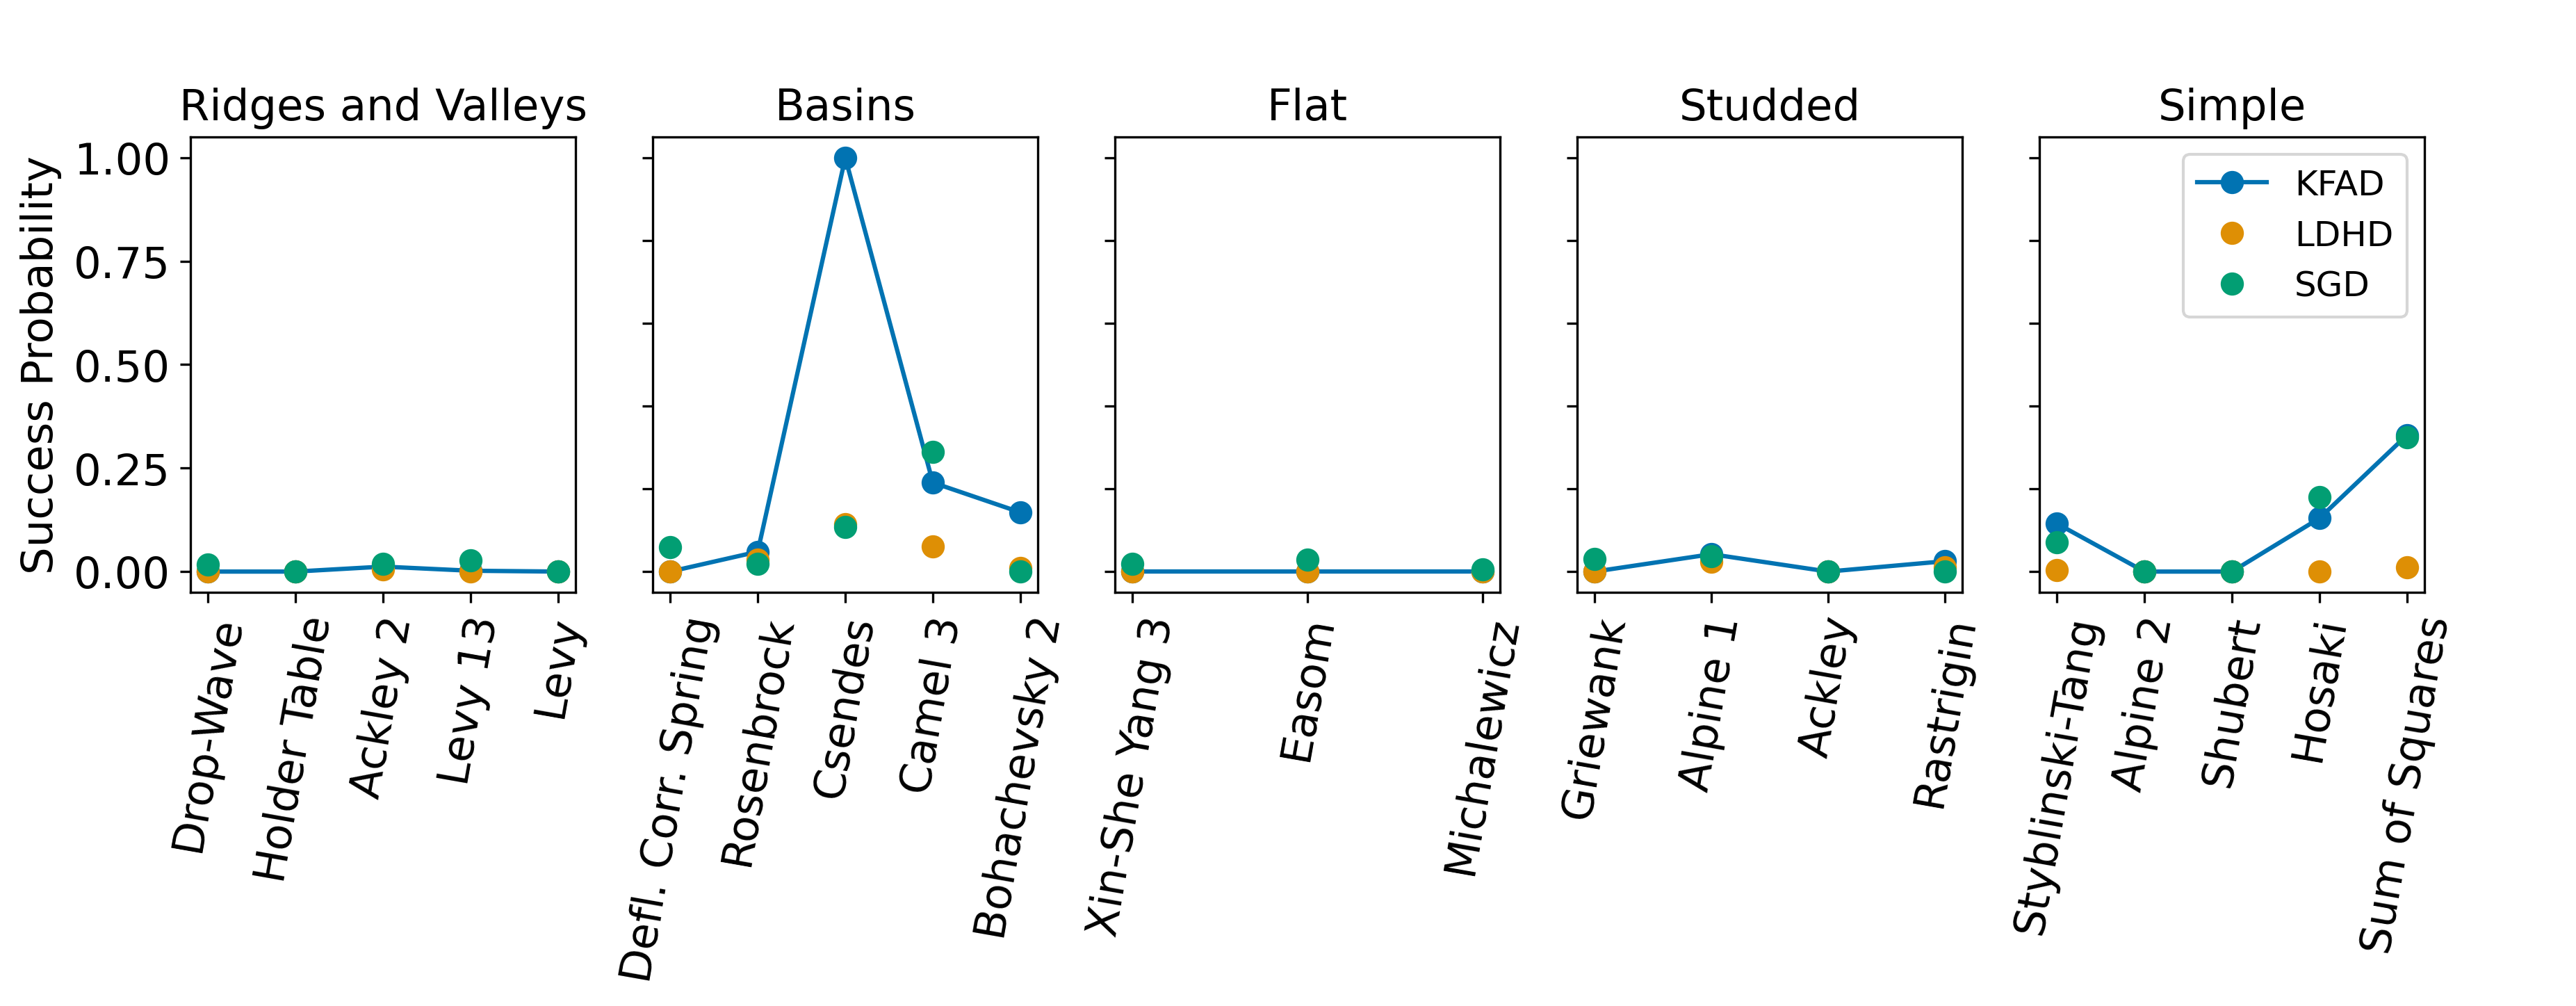 Ridges and Valleys
Basins
Flat
Studded
Simple
Success Probability
1.00
0.75
0.50
0.25
0.00
KFAD
LDHD
SGD
Drop-Wave
Holder Table
Ackley 2
Levy 13
Levy
Defl. Corr. Spring
Rosenbrock
Csendes
Camel 3
Bohachevsky 2
Xin-She Yang 3
Easom
Michalewicz
Griewank
Alpine 1
Ackley
Rastrigin
Styblinski-Tang
Alpine 2
Shubert
Hosaki
Sum of Squares